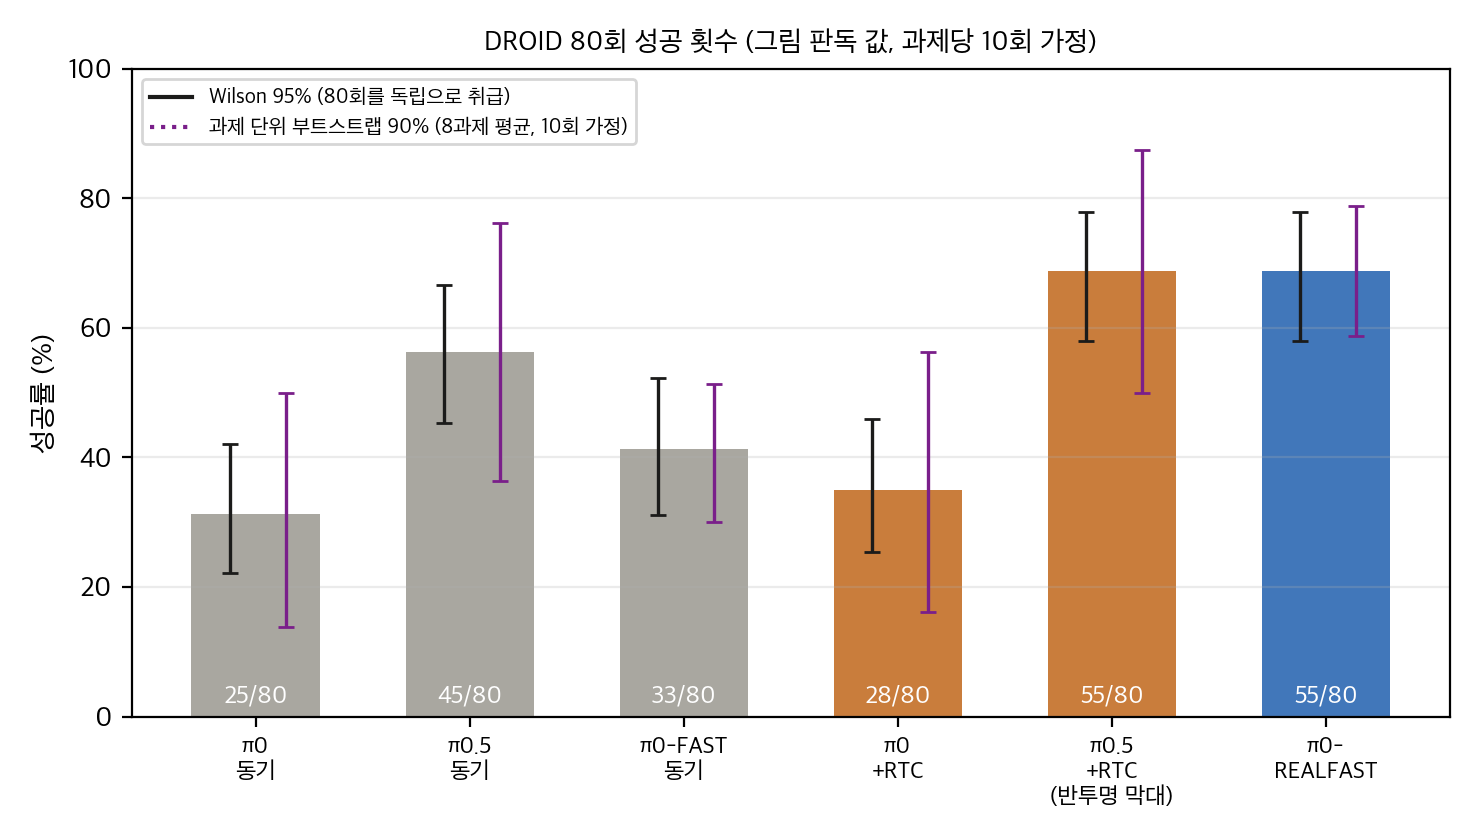 DROID 80회 성공 횟수 (그림 판독 값, 과제당 10회 가정)
Wilson 95% (80회를 독립으로 취급)
과제 단위 부트스트랩 90% (8과제 평균, 10회 가정)
성공률 (%)
100
80
60
40
20
0
25/80
45/80
33/80
28/80
55/80
55/80
π0
동기
π0.5
동기
π0-FAST
동기
π0
+RTC
π0.5
+RTC
(반투명 막대)
π0-
REALFAST